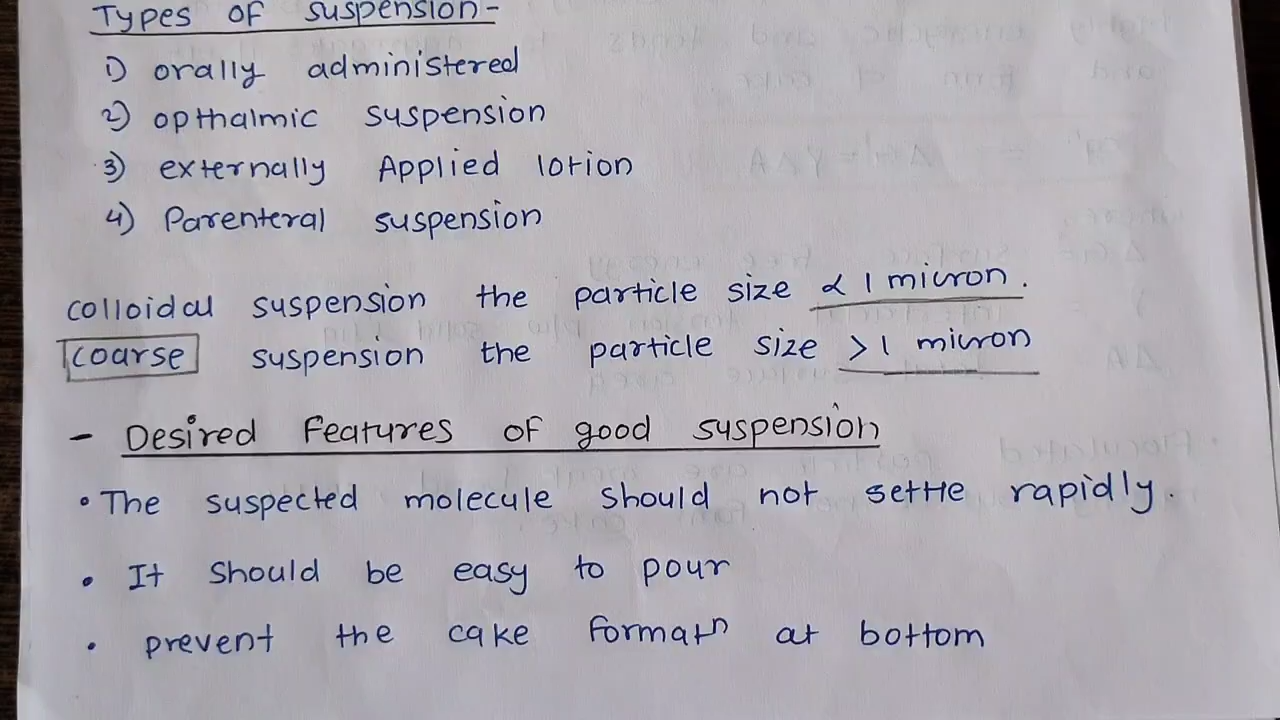 Types of suspension-
1) orally administered
2) opthalmic suspension
3) externally Applied lotion
4) Parenteral suspension
colloidal suspension the particle size < 1 micron.
coarse suspension the particle size > 1 micron
- Desired Features of good suspension
• The suspected molecule should not settle rapidly.
• It should be easy to pour
• prevent the cake formatn at bottom